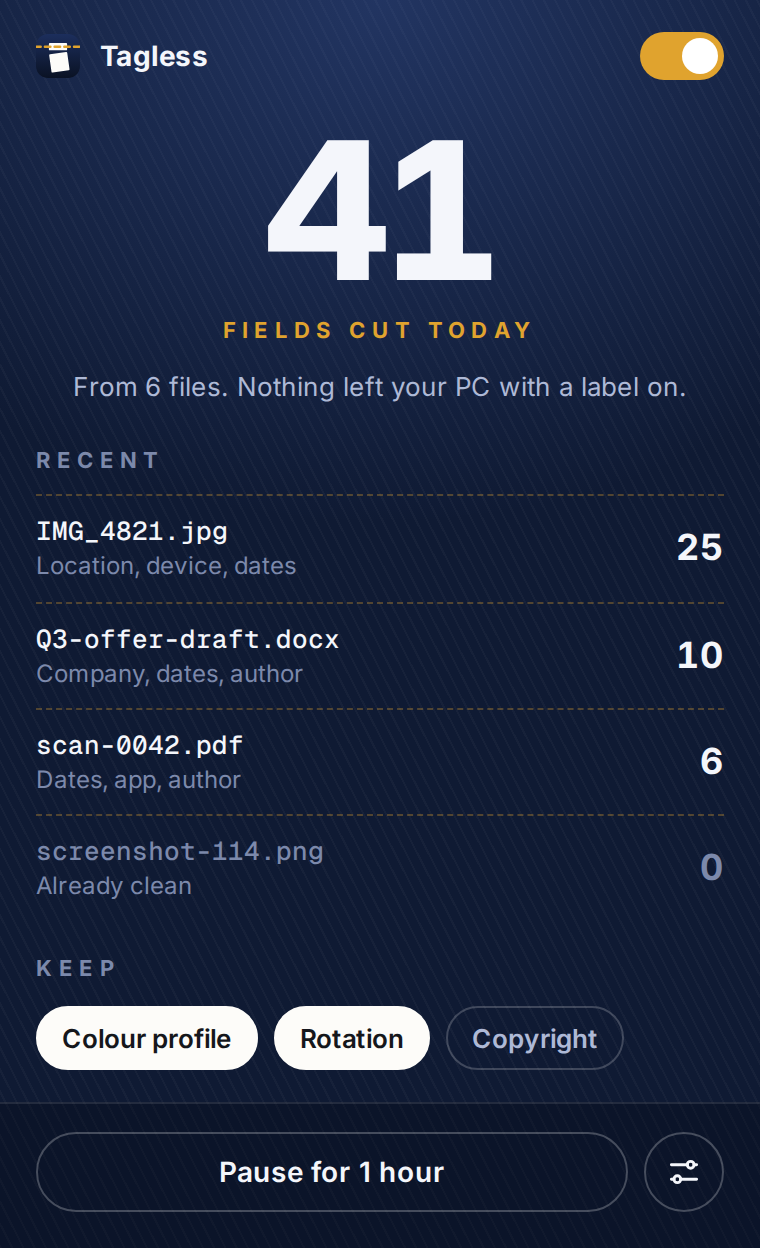 Tagless
41
FIELDS CUT TODAY
From 6 files. Nothing left your PC with a label on.
RECENT
IMG_4821.jpg
Location, device, dates
25
Q3-offer-draft.docx
Company, dates, author
10
scan-0042.pdf
Dates, app, author
6
screenshot-114.png
Already clean
0
KEEP
Colour profile
Rotation
Copyright
Pause for 1 hour